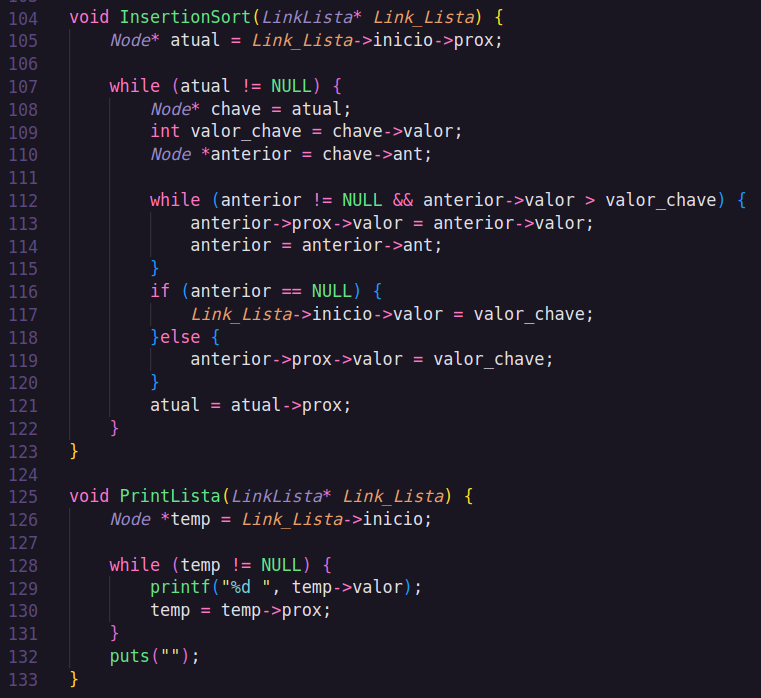 104 void InsertionSort(LinkLista* Link_Lista) {
105     Node* atual = Link_Lista->inicio->prox;
106
107     while (atual != NULL) {
108         Node* chave = atual;
109         int valor_chave = chave->valor;
110         Node *anterior = chave->ant;
111
112         while (anterior != NULL && anterior->valor > valor_chave) {
113             anterior->prox->valor = anterior->valor;
114             anterior = anterior->ant;
115         }
116         if (anterior == NULL) {
117             Link_Lista->inicio->valor = valor_chave;
118         }else {
119             anterior->prox->valor = valor_chave;
120         }
121         atual = atual->prox;
122     }
123 }
124
125 void PrintLista(LinkLista* Link_Lista) {
126     Node *temp = Link_Lista->inicio;
127
128     while (temp != NULL) {
129         printf("%d ", temp->valor);
130         temp = temp->prox;
131     }
132     puts("");
133 }